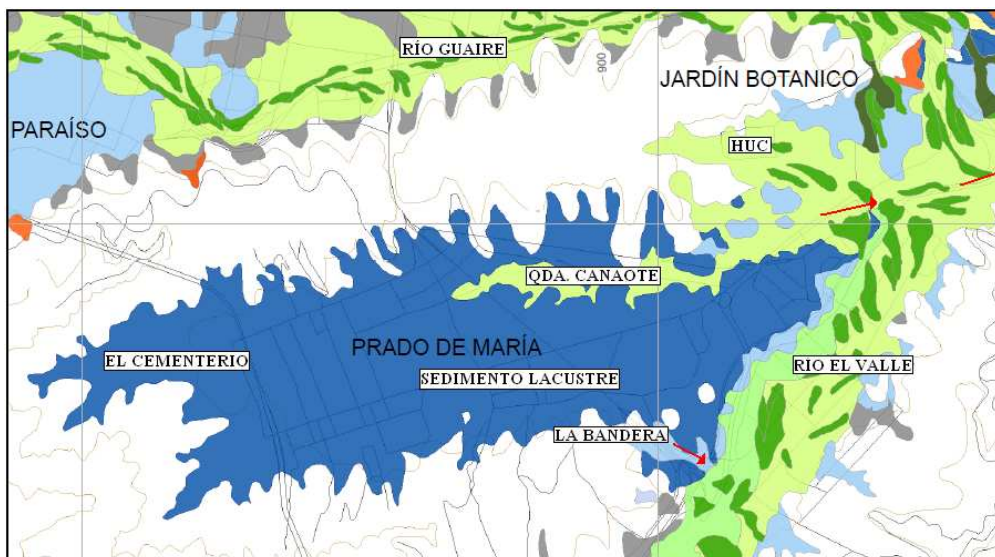 RÍO GUAIRE
900
JARDÍN BOTANICO
PARAÍSO
HUC
QDA. CANAOTE
PRADO DE MARÍA
EL CEMENTERIO
RIO EL VALLE
SEDIMENTO LACUSTRE
LA BANDERA